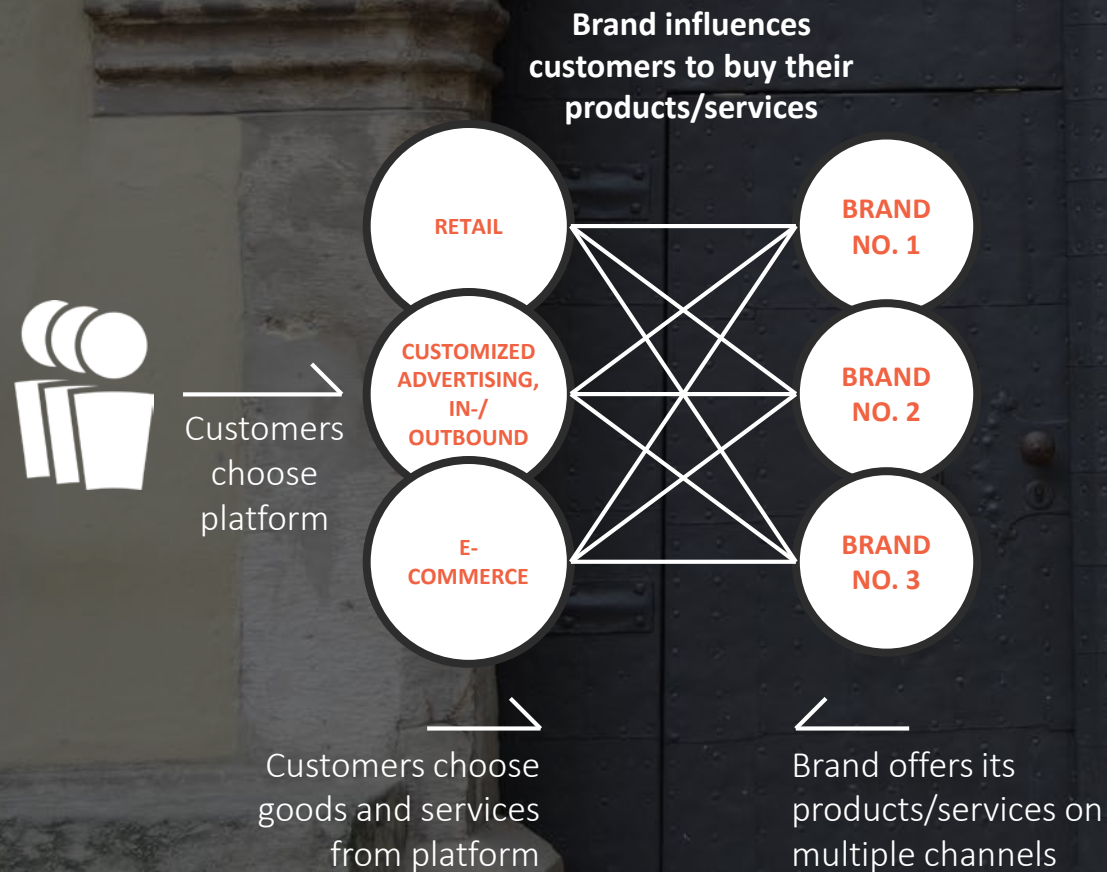 Brand influences
customers to buy their
products/services
RETAIL
BRAND
NO. 1
CUSTOMIZED
ADVERTISING,
IN-/
OUTBOUND
BRAND
NO. 2
Customers
choose
platform
E-
COMMERCE
BRAND
NO. 3
Customers choose
goods and services
from platform
Brand offers its
products/services on
multiple channels